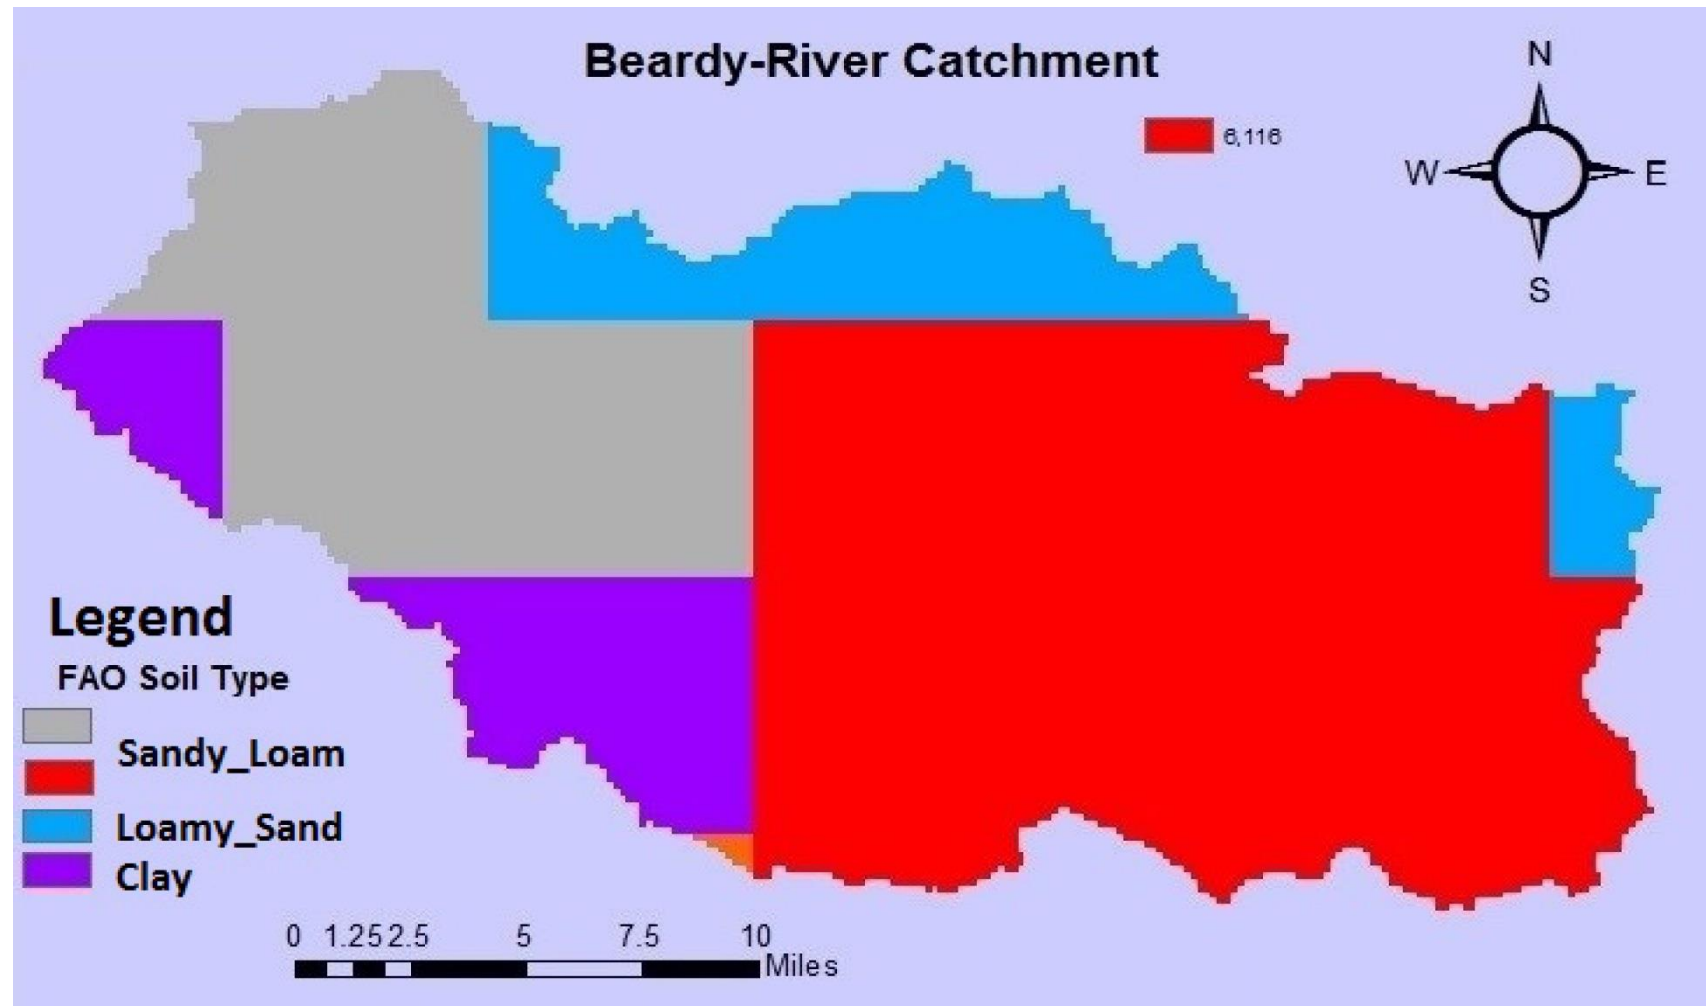 Beardy-River Catchment
N
6,116
W E
S
Legend
FAO Soil Type
Sandy_Loam
Loamy_Sand
Clay
0 1.25 2.5 5 7.5 10
Miles